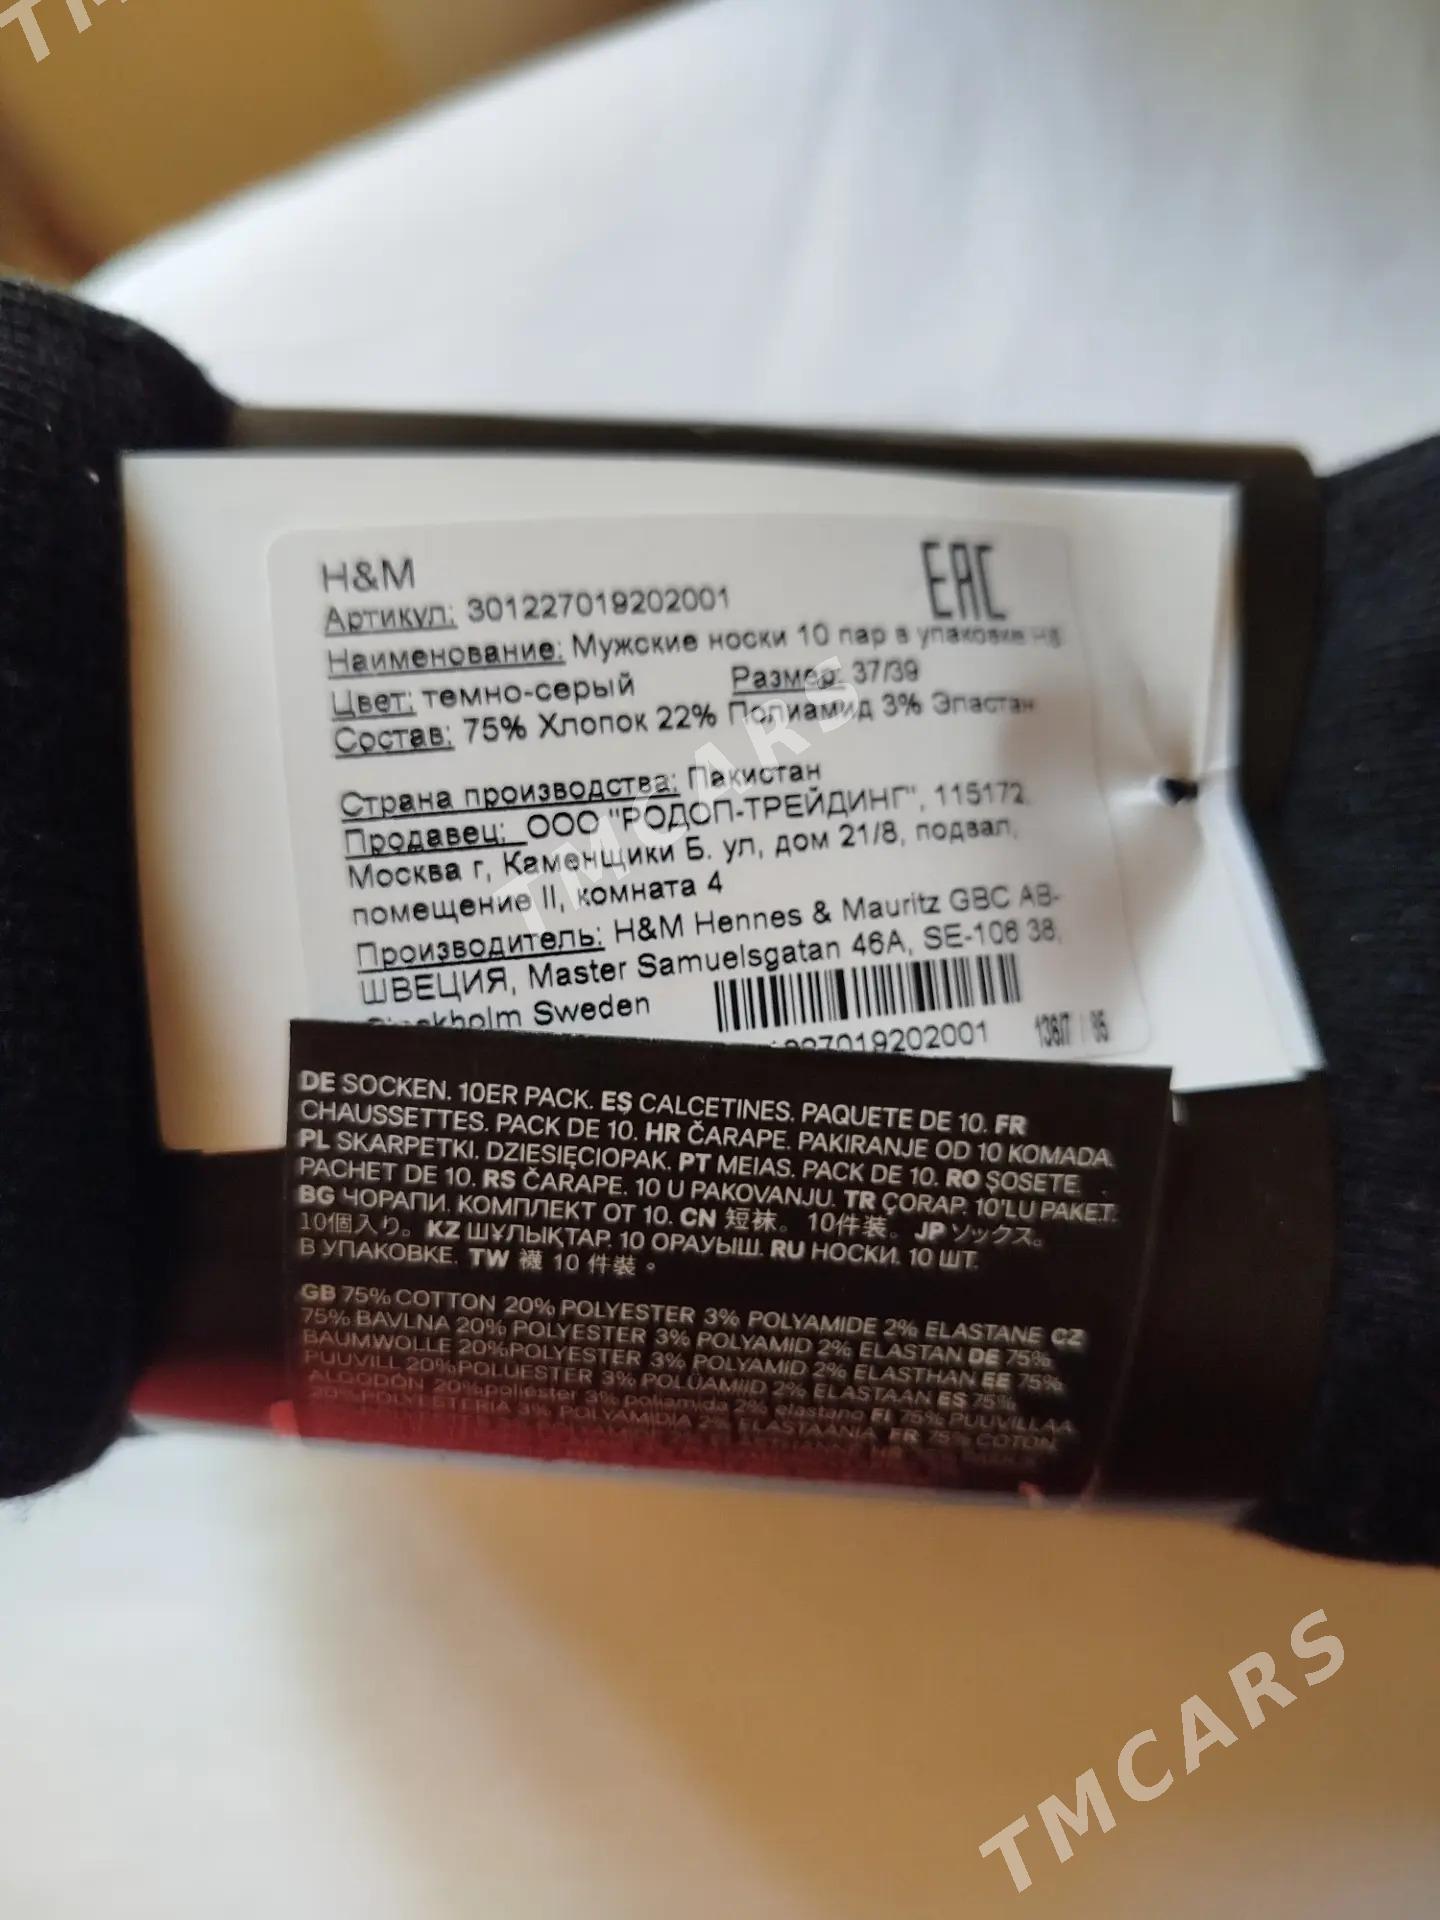 H&M
EAC
Артикул: 301227019202001
Наименование: Мужские носки 10 пар в упаковке
Цвет: темно-серый Размер: 37/39
Состав: 75% Хлопок 22% Полиамид 3% Эластан
Страна производства: Пакистан
Продавец: ООО "РОДОП-ТРЕЙДИНГ", 115172,
Москва г, Каменщики Б. ул, дом 21/8, подвал,
помещение II, комната 4
Производитель: H&M Hennes & Mauritz GBC AB-
ШВЕЦИЯ, Master Samuelsgatan 46A, SE-106 38,
Stockholm Sweden
7019202001
DE SOCKEN. 10ER PACK. ES CALCETINES. PAQUETE DE 10. FR
CHAUSSETTES. PACK DE 10. HR ČARAPE. PAKIRANJE OD 10 KOMADA.
PL SKARPETKI. DZIESIĘCIOPAK. PT MEIAS. PACK DE 10. RO ȘOSETE.
PACHET DE 10. RS ČARAPE. 10 U PAKOVANJU. TR ÇORAP. 10'LU PAKET.
BG ЧОРАПИ. КОМПЛЕКТ ОТ 10. CN 短袜。10件装。JP ソックス。
10個入り。KZ ШҰЛЫҚТАР. 10 ОРАУЫШ. RU НОСКИ. 10 ШТ.
В УПАКОВКЕ. TW 襪 10 件裝。
GB 75% COTTON 20% POLYESTER 3% POLYAMIDE 2% ELASTANE CZ
75% BAVLNA 20% POLYESTER 3% POLYAMID 2% ELASTAN DE 75%
BAUMWOLLE 20%POLYESTER 3% POLYAMID 2% ELASTHAN EE 75%
PUUVILL 20%POLÜESTER 3% POLÜAMIID 2% ELASTAAN ES 75%
ALGODÓN 20%poliéster 3% poliamida 2% elastano FI 75% PUUVILLAA
20%POLYESTERIA 3% POLYAMIDIA 2% ELASTAANIA FR 75% COTON
TMCARS
TMCARS